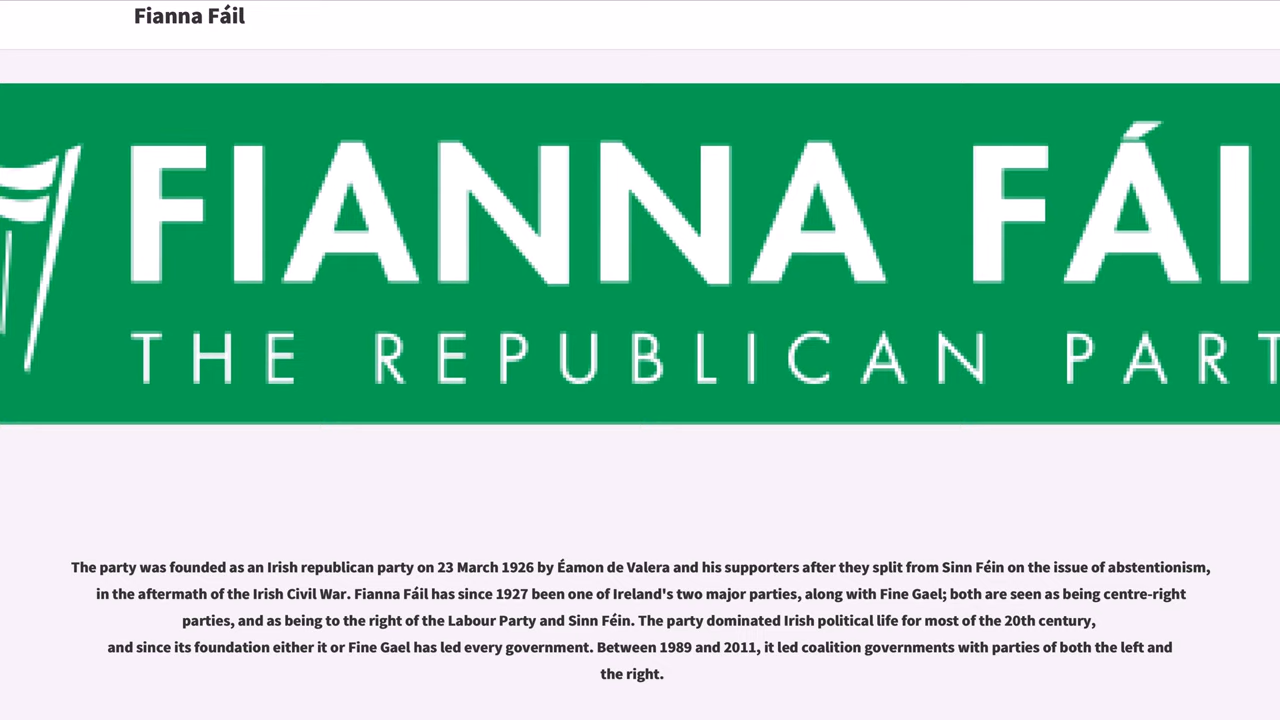 Fianna Fáil
FIANNA FÁI
THE REPUBLICAN PART
The party was founded as an Irish republican party on 23 March 1926 by Éamon de Valera and his supporters after they split from Sinn Féin on the issue of abstentionism,
in the aftermath of the Irish Civil War. Fianna Fáil has since 1927 been one of Ireland's two major parties, along with Fine Gael; both are seen as being centre-right
parties, and as being to the right of the Labour Party and Sinn Féin. The party dominated Irish political life for most of the 20th century,
and since its foundation either it or Fine Gael has led every government. Between 1989 and 2011, it led coalition governments with parties of both the left and
the right.